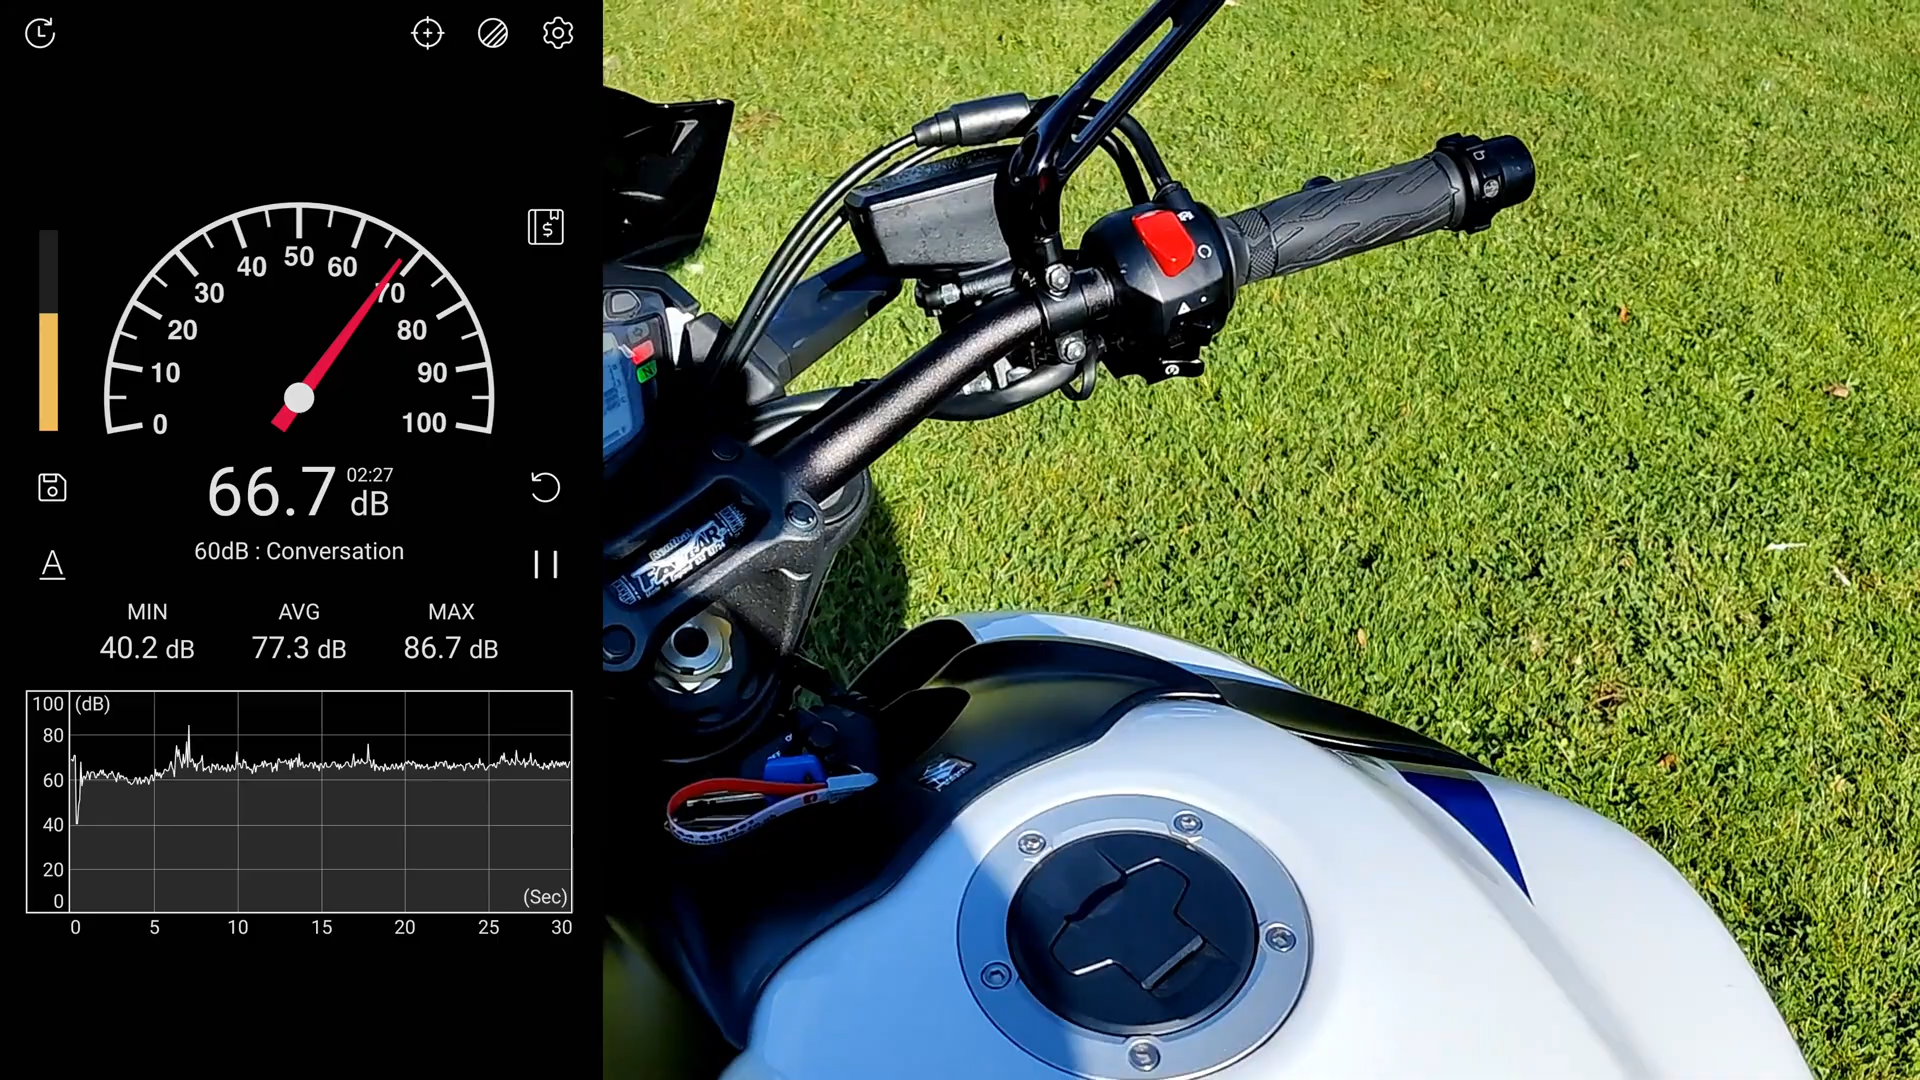 0
10
20
30
40
50
60
70
80
90
100
66.7 02:27 dB
60dB : Conversation
A
MIN AVG MAX
40.2 dB 77.3 dB 86.7 dB
100 (dB)
80
60
40
20
0 (Sec)
0 5 10 15 20 25 30
Renthal
FATBAR
N